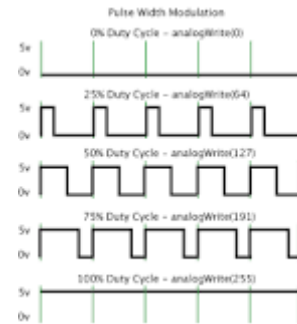 Pulse Width Modulation
0% Duty Cycle - analogWrite(0)
5v
0v
25% Duty Cycle - analogWrite(64)
5v
0v
50% Duty Cycle - analogWrite(127)
5v
0v
75% Duty Cycle - analogWrite(191)
5v
0v
100% Duty Cycle - analogWrite(255)
5v
0v